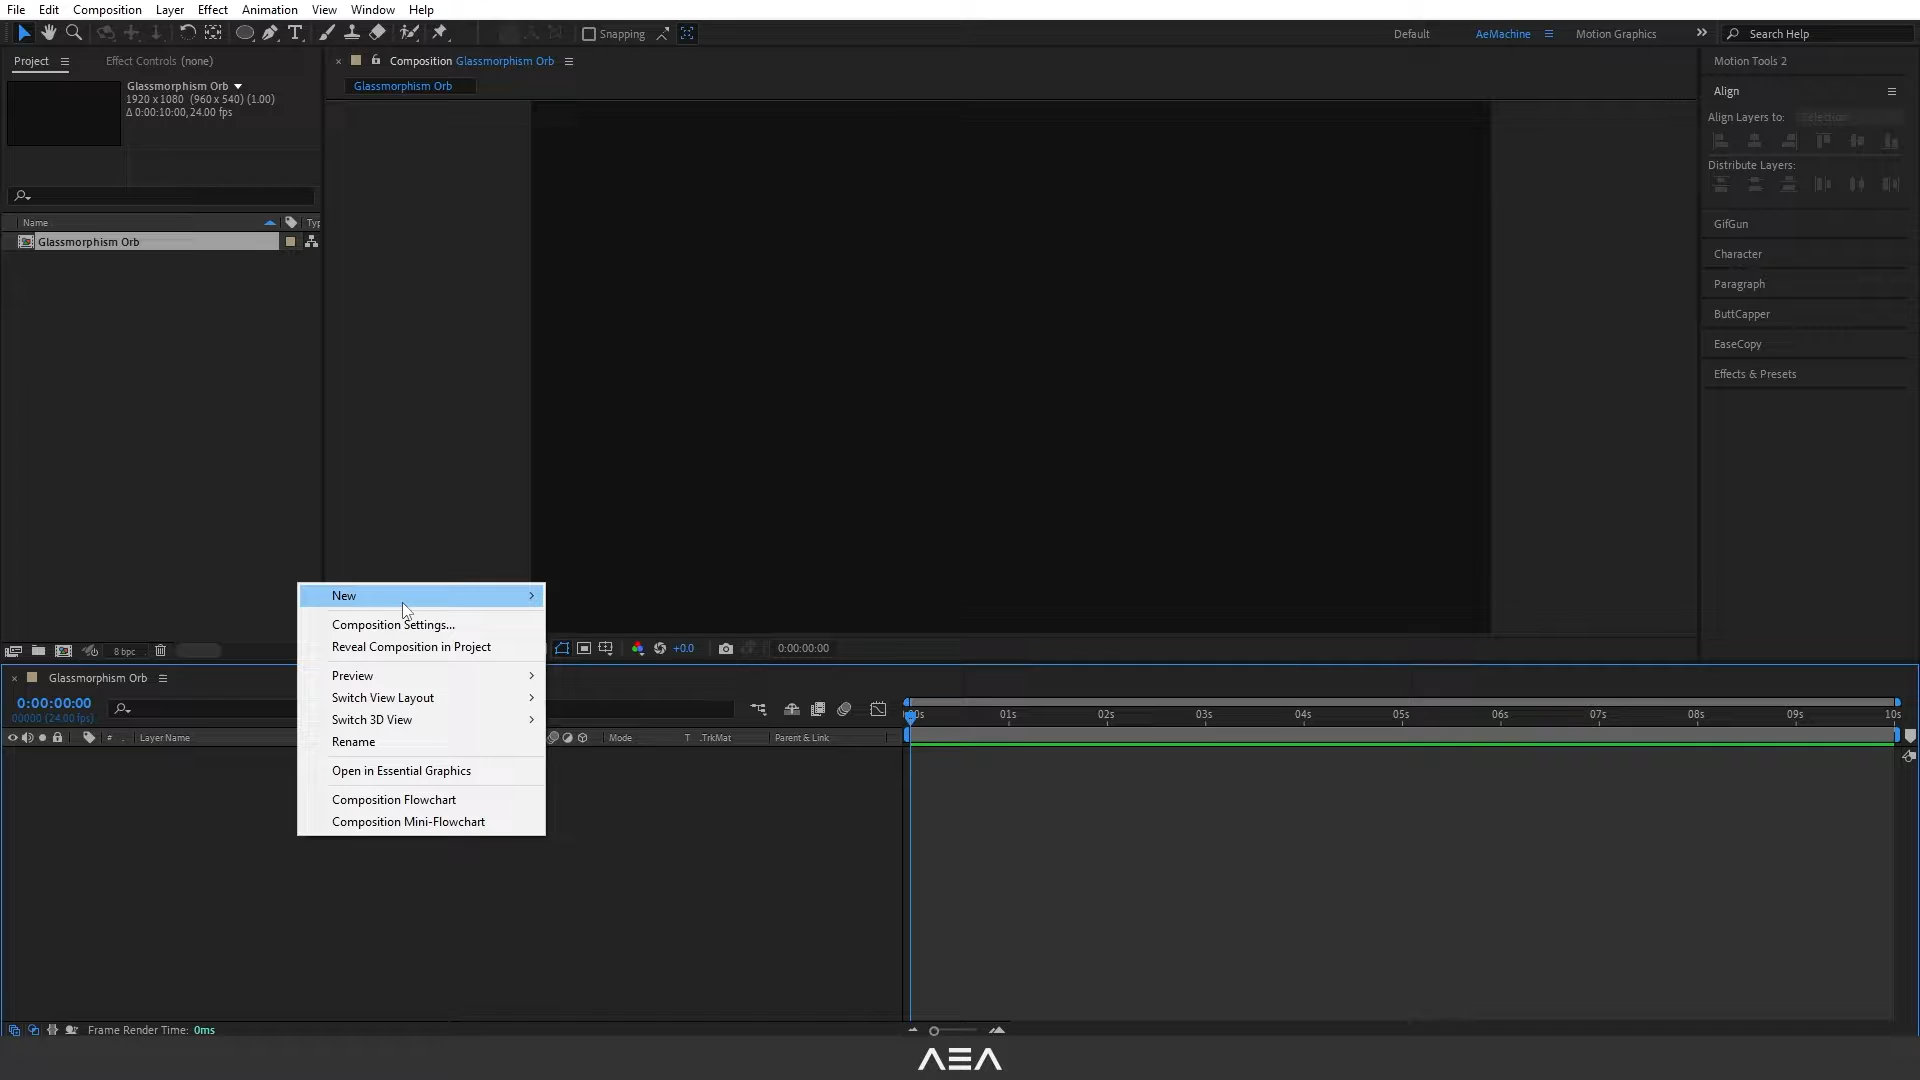 File Edit Composition Layer Effect Animation View Window Help
Snapping
Default AeMachine Motion Graphics Search Help
Project Effect Controls (none)
Composition Glassmorphism Orb
Motion Tools 2
Glassmorphism Orb
Glassmorphism Orb
1920 x 1080 (960 x 540) (1.00)
Δ 0:00:10:00, 24.00 fps
Align
Align Layers to: Selection
Distribute Layers:
Name Typ
Glassmorphism Orb
GifGun
Character
Paragraph
ButtCapper
EaseCopy
Effects & Presets
New
Composition Settings...
Reveal Composition in Project
Preview
Switch View Layout
Switch 3D View
Rename
Open in Essential Graphics
Composition Flowchart
Composition Mini-Flowchart
8 bpc
+0.0
0:00:00:00
Glassmorphism Orb
0:00:00:00
00000 (24.00 fps)
# . Layer Name
Mode T .TrkMat Parent & Link
01s 02s 03s 04s 05s 06s 07s 08s 09s 10s
Frame Render Time: 0ms